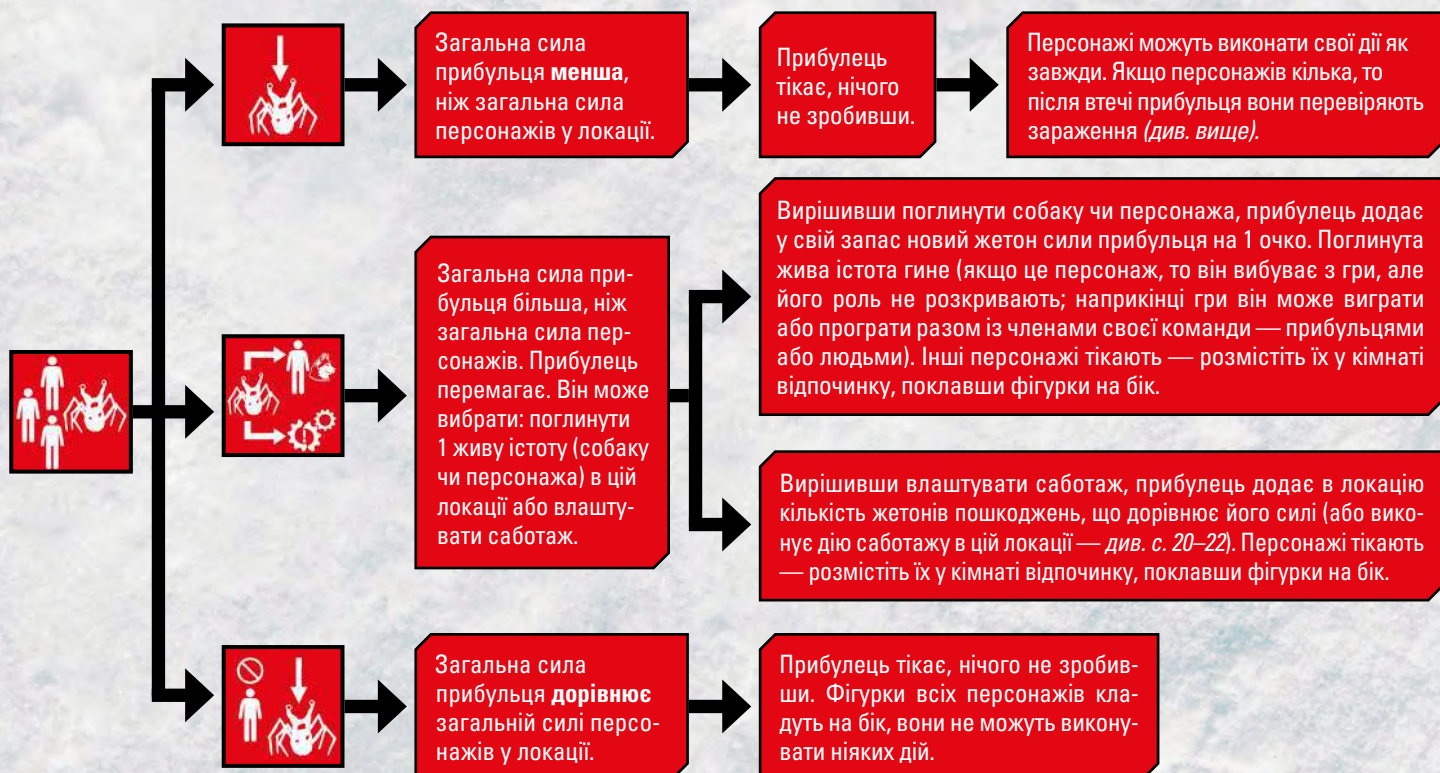 Загальна сила
прибульця менша,
ніж загальна сила
персонажів у локації.
Прибулець
тікає, нічого
не зробивши.
Персонажі можуть виконати свої дії як
завжди. Якщо персонажів кілька, то
після втечі прибульця вони перевіряють
зараження (див. вище).
Загальна сила при-
бульця більша, ніж
загальна сила пер-
сонажів. Прибулець
перемагає. Він може
вибрати: поглинути
1 живу істоту (собаку
чи персонажа) в цій
локації або влашту-
вати саботаж.
Вирішивши поглинути собаку чи персонажа, прибулець додає
у свій запас новий жетон сили прибульця на 1 очко. Поглинута
жива істота гине (якщо це персонаж, то він вибуває з гри, але
його роль не розкривають; наприкінці гри він може виграти
або програти разом із членами своєї команди — прибульцями
або людьми). Інші персонажі тікають — розмістіть їх у кімнаті
відпочинку, поклавши фігурки на бік.
Вирішивши влаштувати саботаж, прибулець додає в локацію
кількість жетонів пошкоджень, що дорівнює його силі (або вико-
нує дію саботажу в цій локації — див. с. 20–22). Персонажі тікають
— розмістіть їх у кімнаті відпочинку, поклавши фігурки на бік.
Загальна сила
прибульця дорівнює
загальній силі персо-
нажів у локації.
Прибулець тікає, нічого не зробив-
ши. Фігурки всіх персонажів кла-
дуть на бік, вони не можуть викону-
вати ніяких дій.